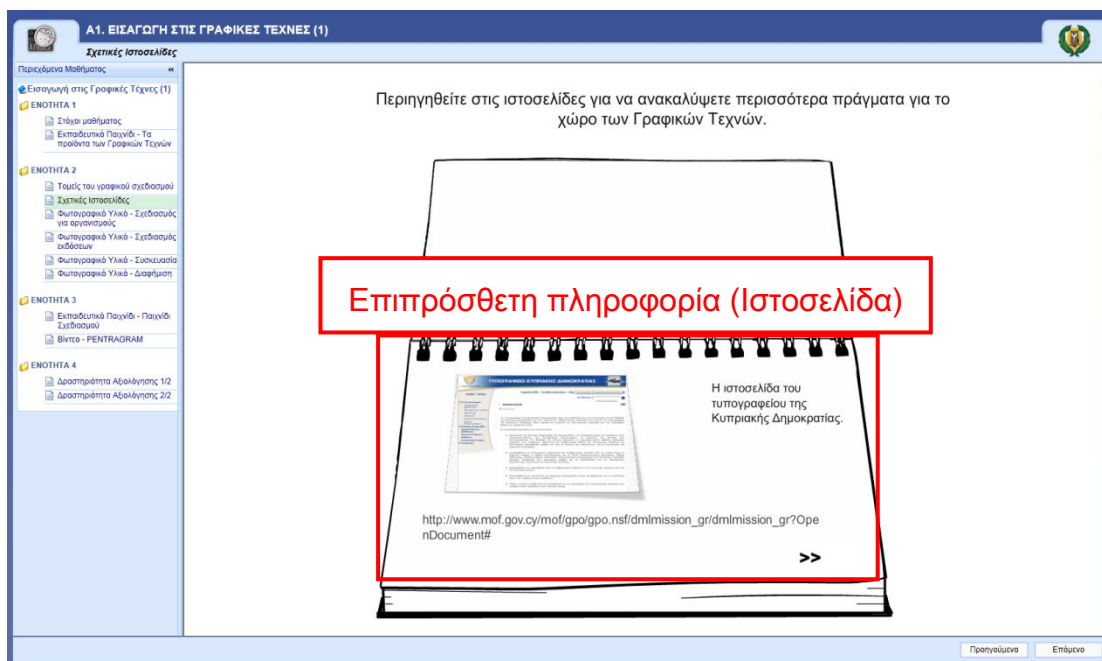 Α1. ΕΙΣΑΓΩΓΗ ΣΤΙΣ ΓΡΑΦΙΚΕΣ ΤΕΧΝΕΣ (1)
Σχετικές Ιστοσελίδες
Περιεχόμενα Μαθήματος «
Εισαγωγή στις Γραφικές Τέχνες (1)
ΕΝΟΤΗΤΑ 1
Στόχοι μαθήματος
Εκπαιδευτικό Παιχνίδι - Τα
προϊόντα των Γραφικών Τεχνών
ΕΝΟΤΗΤΑ 2
Τομείς του γραφικού σχεδιασμού
Σχετικές Ιστοσελίδες
Φωτογραφικό Υλικό - Σχεδιασμός
για οργανισμούς
Φωτογραφικό Υλικό - Σχεδιασμός
εκδόσεων
Φωτογραφικό Υλικό - Συσκευασία
Φωτογραφικό Υλικό - Διαφήμιση
ΕΝΟΤΗΤΑ 3
Εκπαιδευτικό Παιχνίδι - Παιχνίδι
Σχεδιασμού
Βίντεο - PENTRAGRAM
ΕΝΟΤΗΤΑ 4
Δραστηριότητα Αξιολόγησης 1/2
Δραστηριότητα Αξιολόγησης 2/2
Περιηγηθείτε στις ιστοσελίδες για να ανακαλύψετε περισσότερα πράγματα για το
χώρο των Γραφικών Τεχνών.
Επιπρόσθετη πληροφορία (Ιστοσελίδα)
ΤΥΠΟΓΡΑΦΕΙΟ ΚΥΠΡΙΑΚΗΣ ΔΗΜΟΚΡΑΤΙΑΣ
Η ιστοσελίδα του
τυπογραφείου της
Κυπριακής Δημοκρατίας.
http://www.mof.gov.cy/mof/gpo/gpo.nsf/dmlmission_gr/dmlmission_gr?Ope
nDocument#
>>
Προηγούμενο Επόμενο